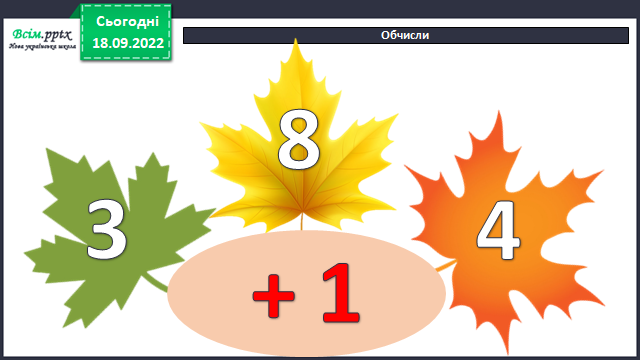 Всім.pptx
Нова українська школа
Сьогодні
18.09.2022
Обчисли
8
3
4
+ 1